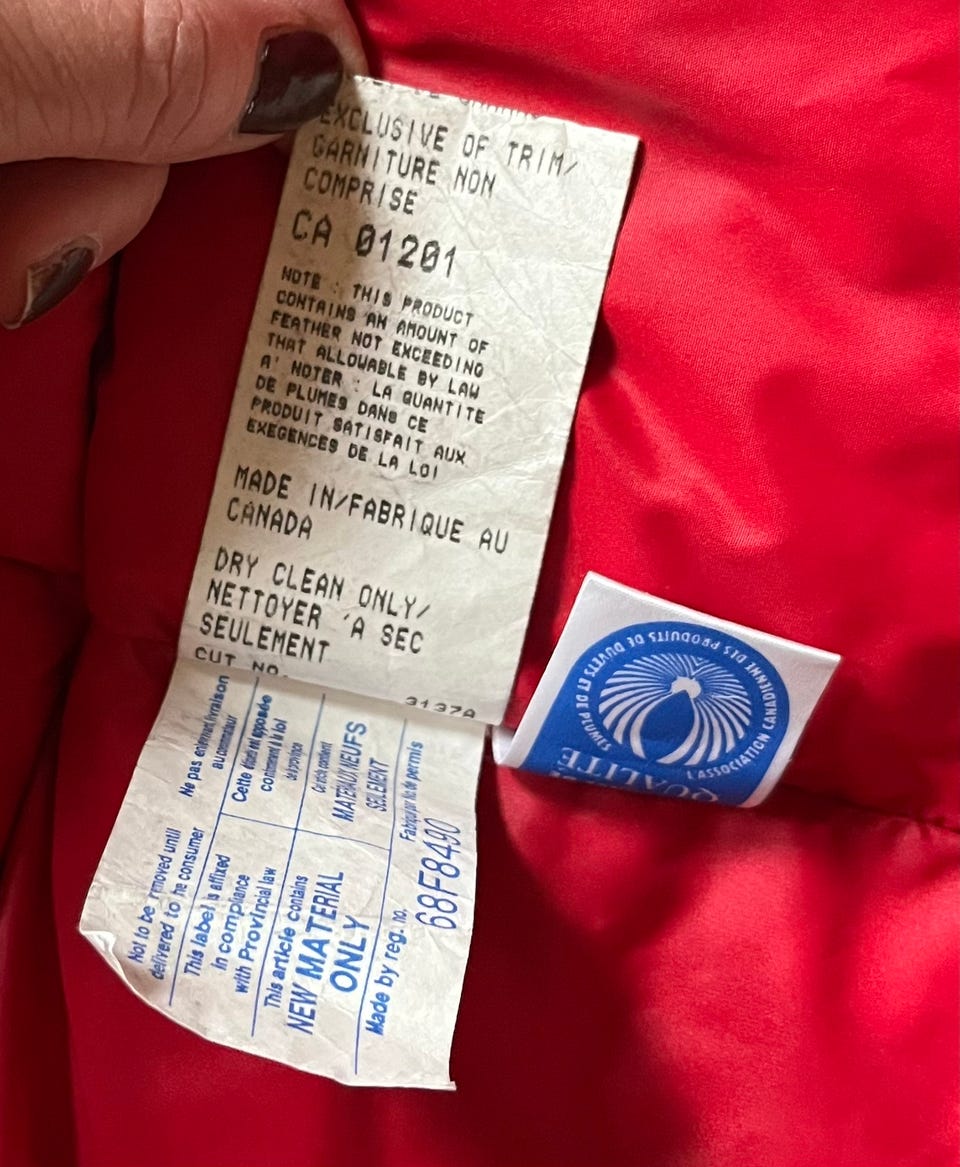 EXCLUSIVE OF TRIM/
GARNITURE NON
COMPRISE
CA 01201
NOTE : THIS PRODUCT
CONTAINS AN AMOUNT OF
FEATHER NOT EXCEEDING
THAT ALLOWABLE BY LAW
A' NOTER : LA QUANTITE
DE PLUMES DANS CE
PRODUIT SATISFAIT AUX
EXEGENCES DE LA LOI
MADE IN/FABRIQUE AU
CANADA
DRY CLEAN ONLY/
NETTOYER 'A SEC
SEULEMENT
CUT NO.
3137A
Not to be removed until
delivered to the consumer
This label is affixed
in compliance
with Provincial law
This article contains
NEW MATERIAL
ONLY
Made by reg. no.
68F8490
Ne pas enlever avant livraison
au consommateur
Cette étiquette est apposée
conformément à la loi
de la province
Cet article contient
MATERIAUX NEUFS
SEULEMENT
Fabriqué par No. de permis
L'ASSOCIATION CANADIENNE DES PRODUITS DE DUVETS ET DE PLUMES
QUALITE